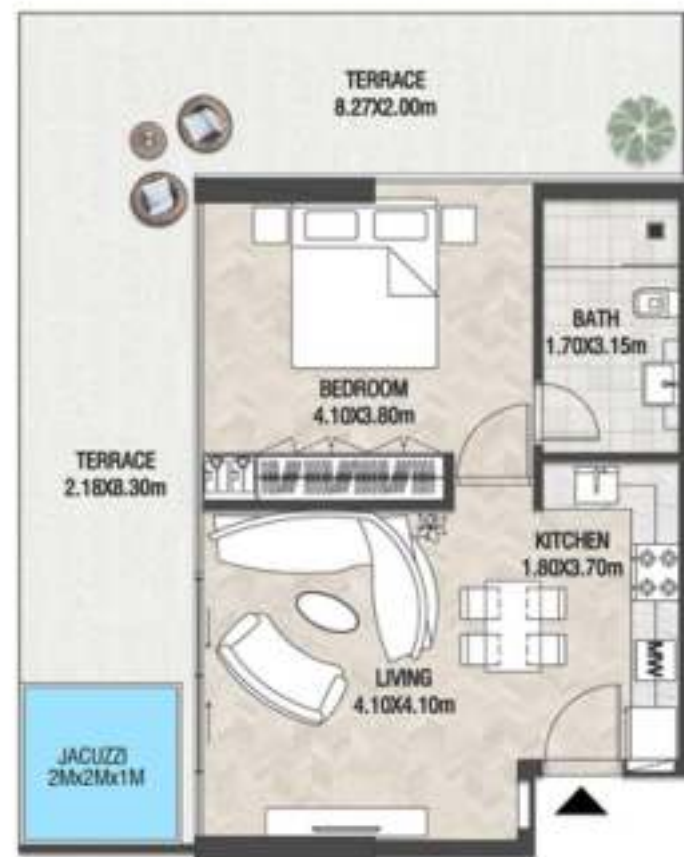 TERRACE
8.27X2.00m
BATH
1.70X3.15m
BEDROOM
4.10X3.80m
TERRACE
2.18X8.30m
KITCHEN
1.80X3.70m
MW
LIVING
4.10X4.10m
JACUZZI
2Mx2Mx1M